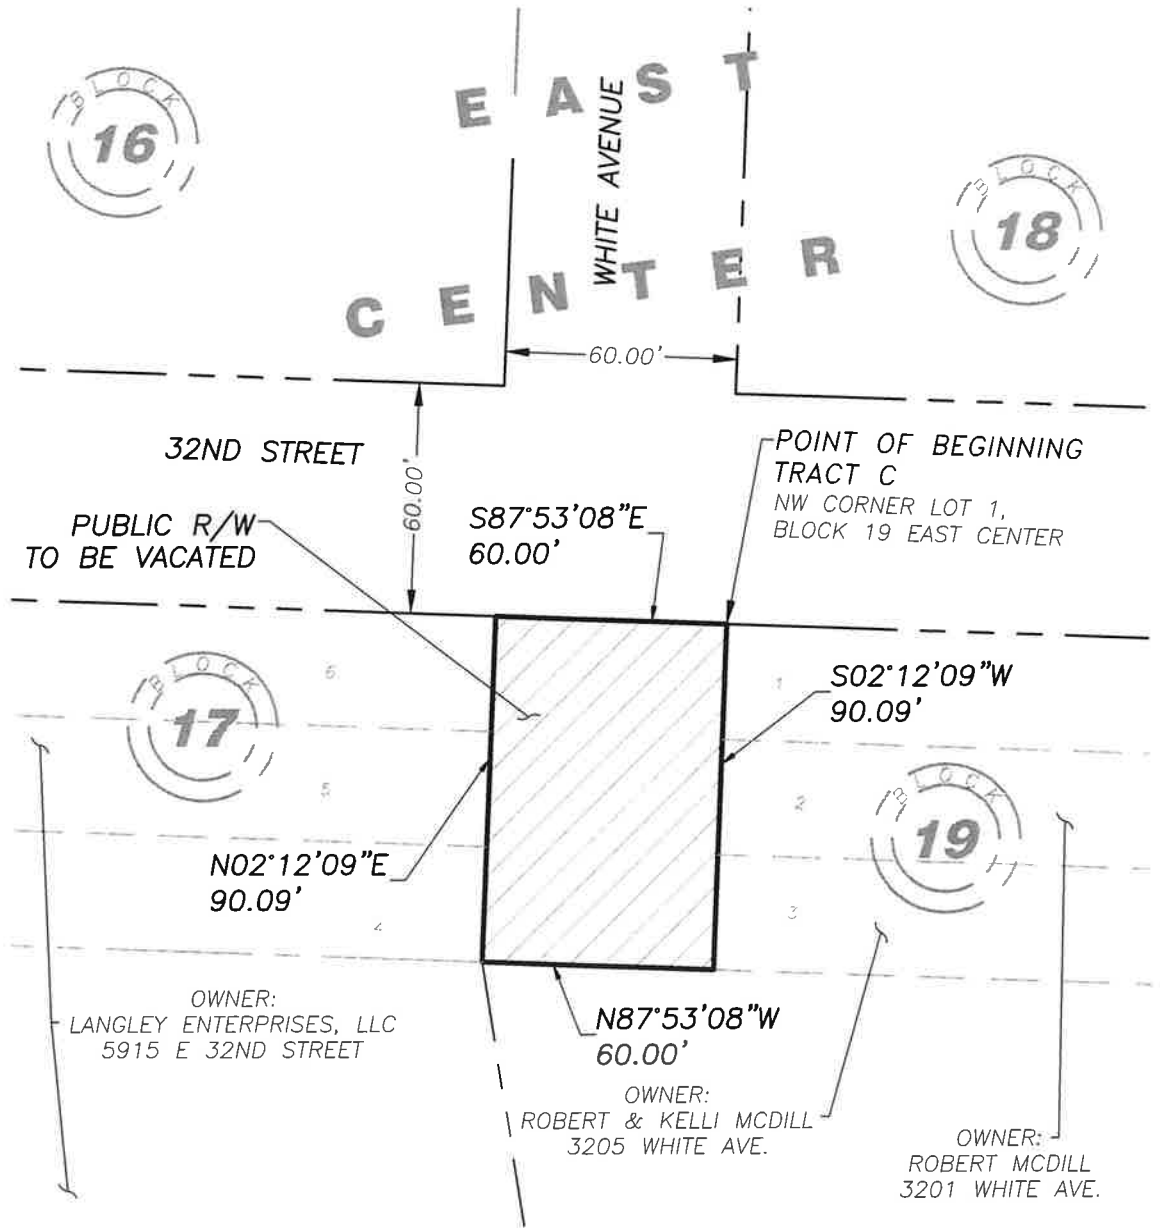 BLOCK
16
EAST
WHITE AVENUE
BLOCK
18
CENTER
60.00'
32ND STREET
60.00'
POINT OF BEGINNING
TRACT C
NW CORNER LOT 1,
BLOCK 19 EAST CENTER
PUBLIC R/W
TO BE VACATED
S87°53'08"E
60.00'
BLOCK
17
6
1
S02°12'09"W
90.09'
5
2
BLOCK
19
N02°12'09"E
90.09'
4
3
OWNER:
LANGLEY ENTERPRISES, LLC
5915 E 32ND STREET
N87°53'08"W
60.00'
OWNER:
ROBERT & KELLI MCDILL
3205 WHITE AVE.
OWNER:
ROBERT MCDILL
3201 WHITE AVE.